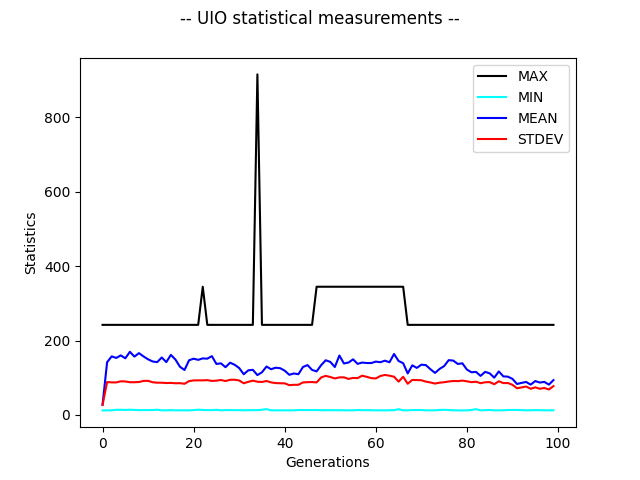 -- UIO statistical measurements --
MAX
MIN
MEAN
STDEV
Statistics
800
600
400
200
0
0 20 40 60 80 100
Generations